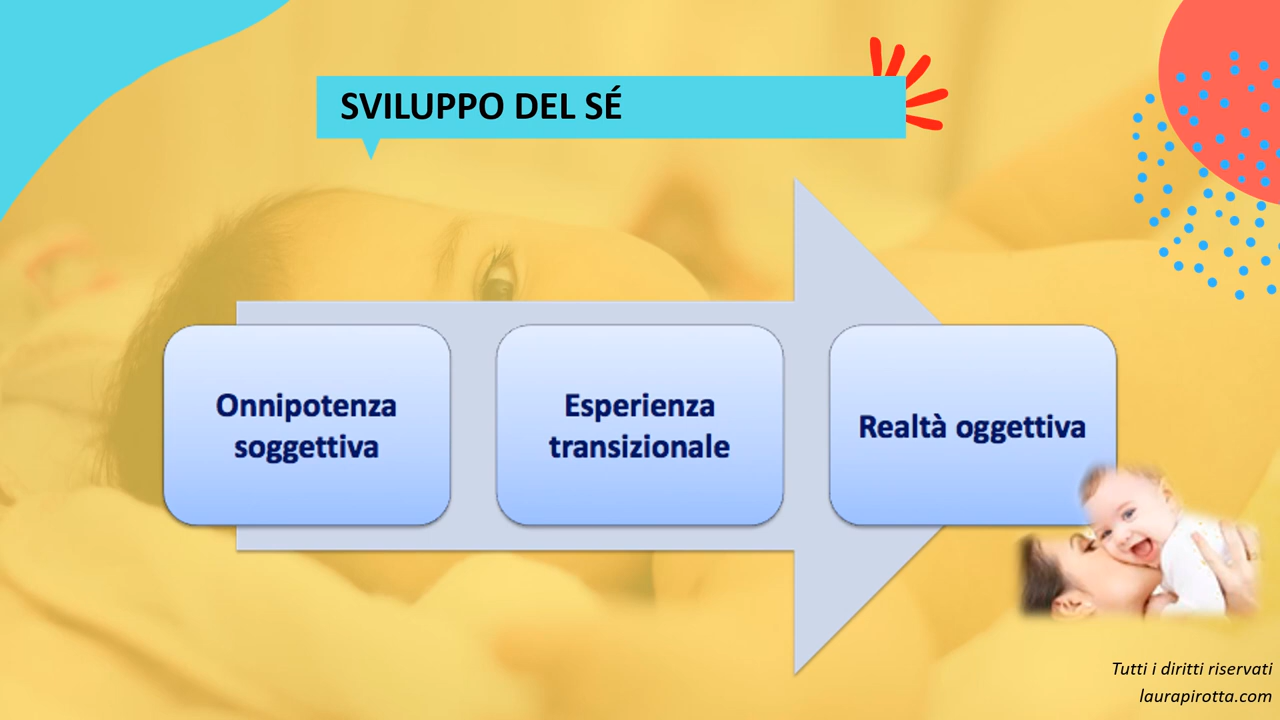 SVILUPPO DEL SÉ
Onnipotenza
soggettiva
Esperienza
transizionale
Realtà oggettiva
Tutti i diritti riservati
laurapirotta.com